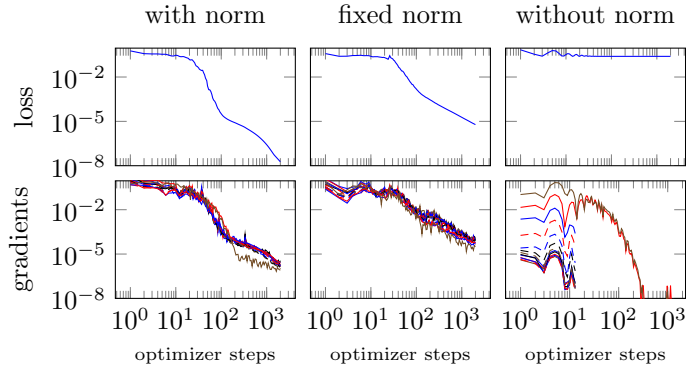 with norm fixed norm without norm
loss
10^-2
10^-5
10^-8
gradients
10^-2
10^-5
10^-8
10^0 10^1 10^2 10^3 10^0 10^1 10^2 10^3 10^0 10^1 10^2 10^3
optimizer steps optimizer steps optimizer steps